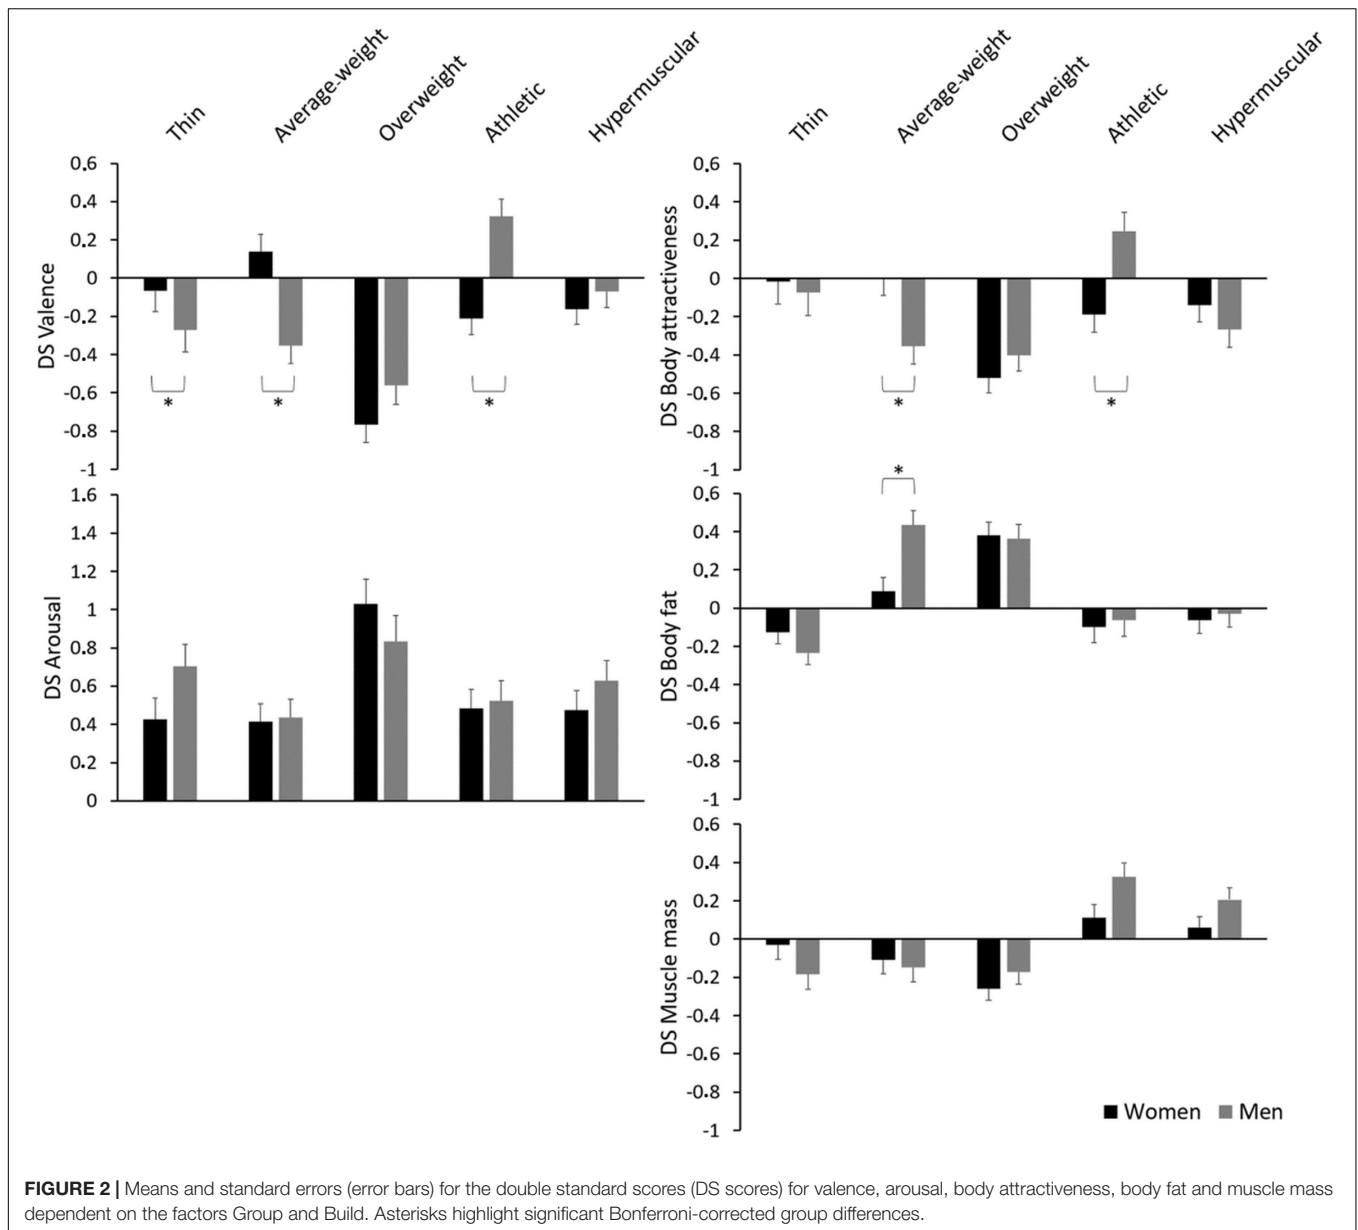 Thin
Average-weight
Overweight
Athletic
Hypermuscular
0.6
0.4
0.2
0
-0.2
-0.4
-0.6
-0.8
-1
DS Valence
*
*
*
Thin
Average-weight
Overweight
Athletic
Hypermuscular
0.6
0.4
0.2
0
-0.2
-0.4
-0.6
-0.8
-1
DS Body attractiveness
*
*
1.6
1.4
1.2
1
0.8
0.6
0.4
0.2
0
DS Arousal
*
0.6
0.4
0.2
0
-0.2
-0.4
-0.6
-0.8
-1
DS Body fat
0.6
0.4
0.2
0
-0.2
-0.4
-0.6
-0.8
-1
DS Muscle mass
Women Men
FIGURE 2 | Means and standard errors (error bars) for the double standard scores (DS scores) for valence, arousal, body attractiveness, body fat and muscle mass
dependent on the factors Group and Build. Asterisks highlight significant Bonferroni-corrected group differences.